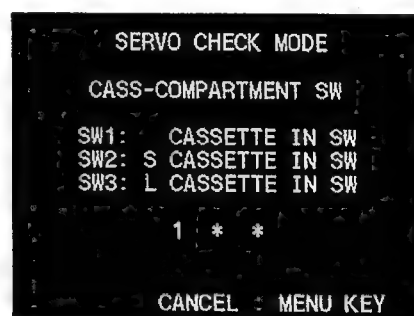 SERVO CHECK MODE
CASS-COMPARTMENT SW
SW1: CASSETTE IN SW
SW2: S CASSETTE IN SW
SW3: L CASSETTE IN SW
1 * *
CANCEL : MENU KEY